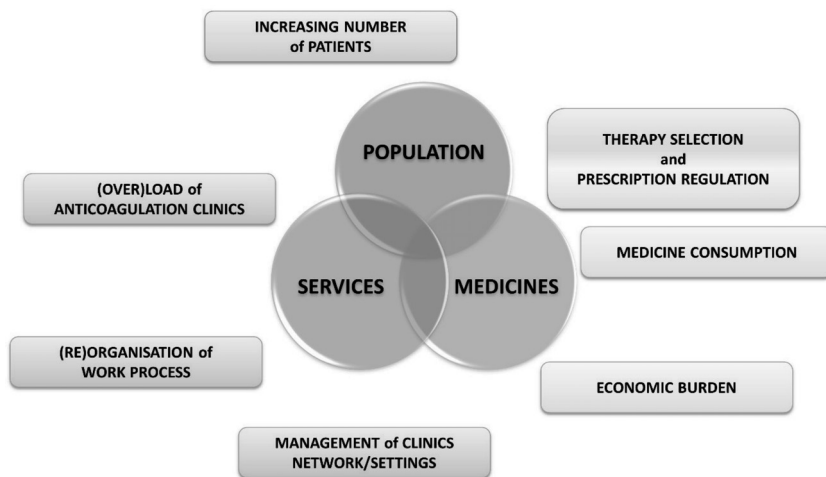 INCREASING NUMBER
of PATIENTS
POPULATION
THERAPY SELECTION
and
PRESCRIPTION REGULATION
(OVER)LOAD of
ANTICOAGULATION CLINICS
MEDICINE CONSUMPTION
SERVICES
MEDICINES
(RE)ORGANISATION of
WORK PROCESS
ECONOMIC BURDEN
MANAGEMENT of CLINICS
NETWORK/SETTINGS